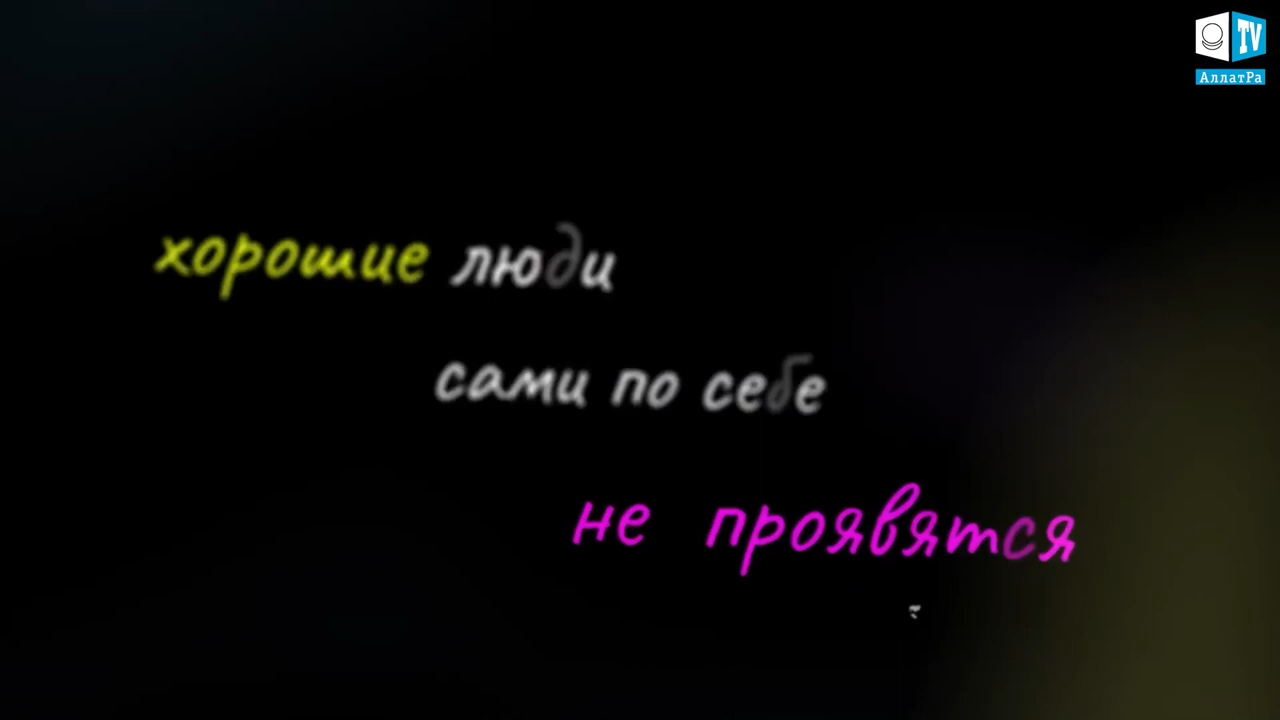 TV
АллатРа
хорошие люди
сами по себе
не проявятся